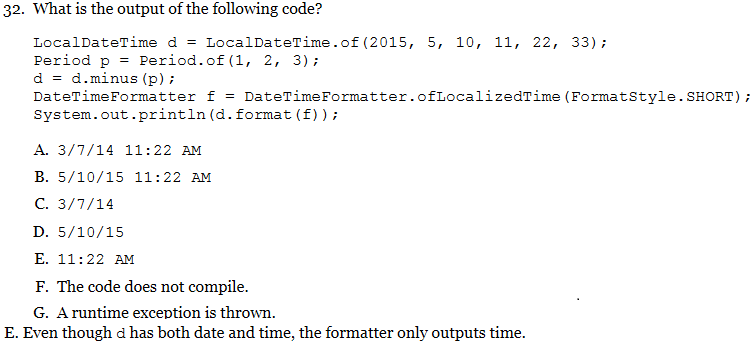 32. What is the output of the following code?
LocalDateTime d = LocalDateTime.of(2015, 5, 10, 11, 22, 33);
Period p = Period.of(1, 2, 3);
d = d.minus(p);
DateTimeFormatter f = DateTimeFormatter.ofLocalizedTime(FormatStyle.SHORT);
System.out.println(d.format(f));
A. 3/7/14 11:22 AM
B. 5/10/15 11:22 AM
C. 3/7/14
D. 5/10/15
E. 11:22 AM
F. The code does not compile.
G. A runtime exception is thrown.
E. Even though d has both date and time, the formatter only outputs time.